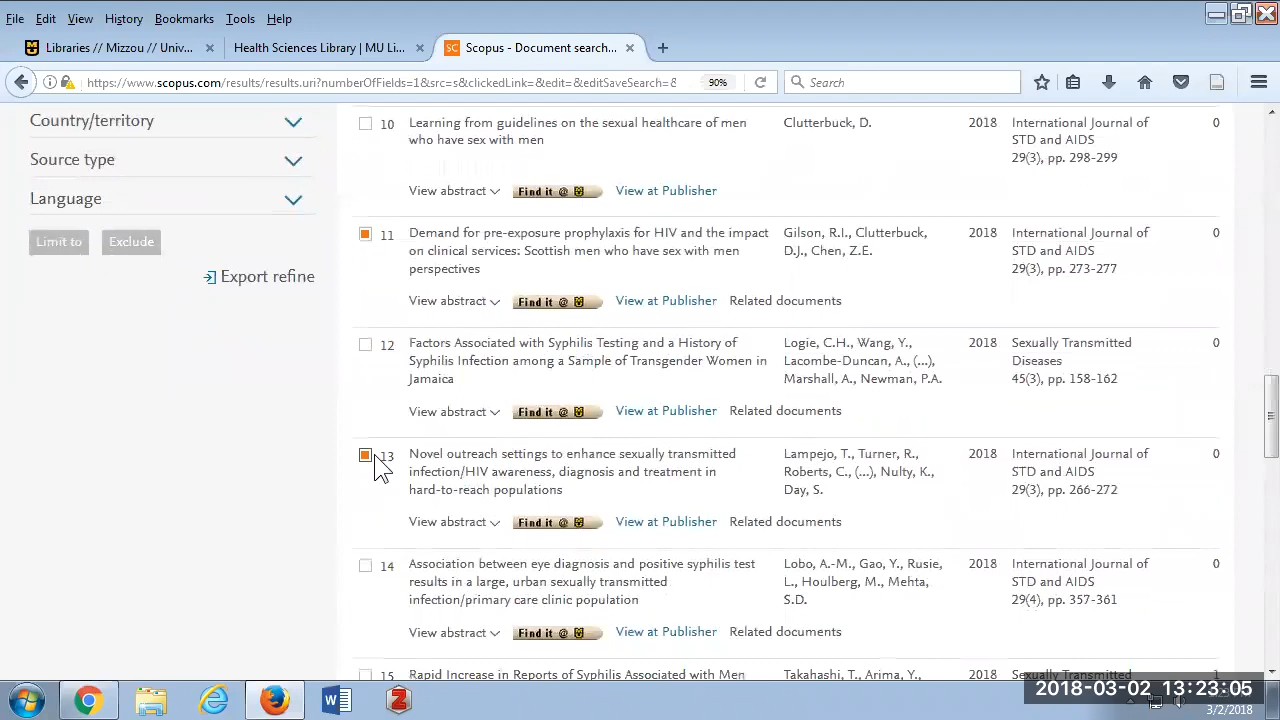 File Edit View History Bookmarks Tools Help
Libraries // Mizzou // Univ... × Health Sciences Library | MU Li... × SC Scopus - Document search... × +
https://www.scopus.com/results/results.uri?numberOfFields=1&src=s&clickedLink=&edit=&editSaveSearch=& 90% Search
Country/territory
Source type
Language
Limit to Exclude
Export refine
10 Learning from guidelines on the sexual healthcare of men Clutterbuck, D. 2018 International Journal of 0
who have sex with men STD and AIDS
29(3), pp. 298-299
View abstract Find it @ View at Publisher
11 Demand for pre-exposure prophylaxis for HIV and the impact Gilson, R.I., Clutterbuck, 2018 International Journal of 0
on clinical services: Scottish men who have sex with men D.J., Chen, Z.E. STD and AIDS
perspectives 29(3), pp. 273-277
View abstract Find it @ View at Publisher Related documents
12 Factors Associated with Syphilis Testing and a History of Logie, C.H., Wang, Y., 2018 Sexually Transmitted 0
Syphilis Infection among a Sample of Transgender Women in Lacombe-Duncan, A., (...), Diseases
Jamaica Marshall, A., Newman, P.A. 45(3), pp. 158-162
View abstract Find it @ View at Publisher Related documents
13 Novel outreach settings to enhance sexually transmitted Lampejo, T., Turner, R., 2018 International Journal of 0
infection/HIV awareness, diagnosis and treatment in Roberts, C., (...), Nulty, K., STD and AIDS
hard-to-reach populations Day, S. 29(3), pp. 266-272
View abstract Find it @ View at Publisher Related documents
14 Association between eye diagnosis and positive syphilis test Lobo, A.-M., Gao, Y., Rusie, 2018 International Journal of 0
results in a large, urban sexually transmitted L., Houlberg, M., Mehta, STD and AIDS
infection/primary care clinic population S.D. 29(4), pp. 357-361
View abstract Find it @ View at Publisher Related documents
15 Rapid Increase in Reports of Syphilis Associated with Men Takahashi, T., Arima, Y., 2018 Sexually Transmitted 1
2018-03-02 13:23:05
3/2/2018